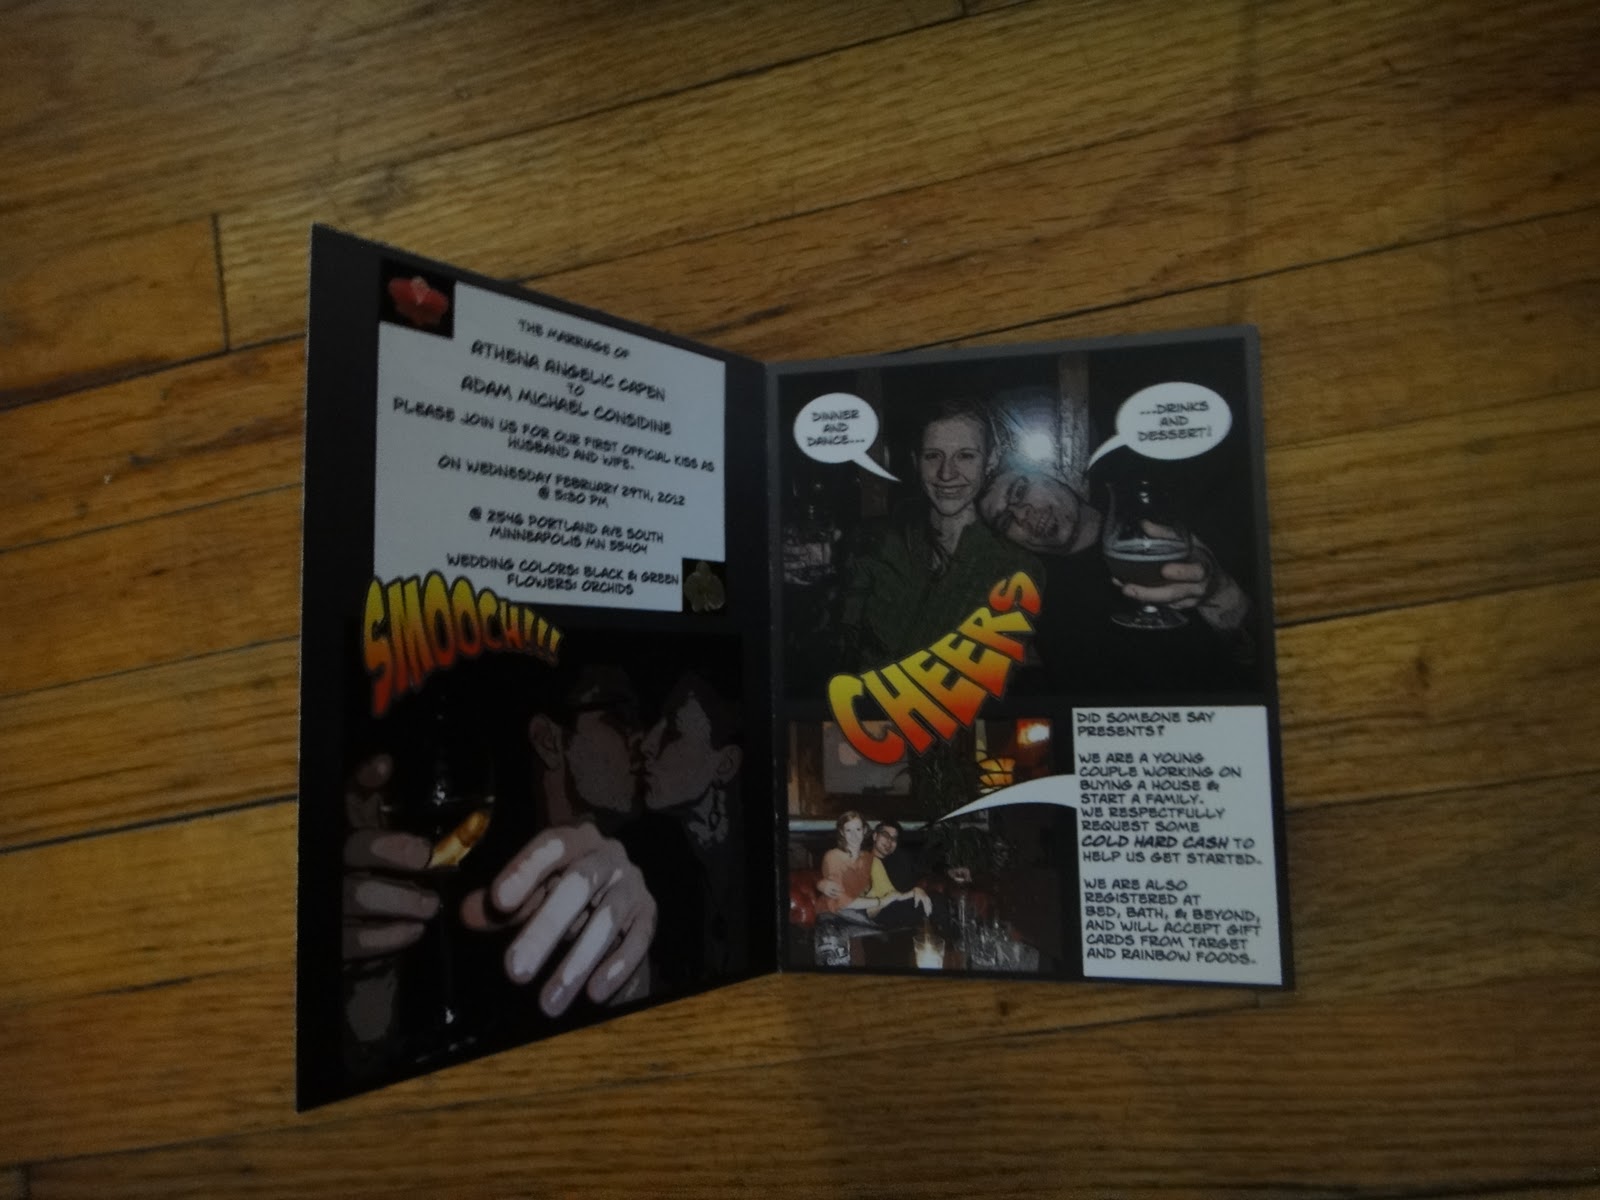 THE MARRIAGE OF
ATHENA ANGELIC CAPEN
TO
ADAM MICHAEL CONSIDINE
PLEASE JOIN US FOR OUR FIRST OFFICIAL KISS AS
HUSBAND AND WIFE.
ON WEDNESDAY FEBRUARY 29TH, 2012
@ 5:30 PM
@ 2546 PORTLAND AVE SOUTH
MINNEAPOLIS MN 55404
WEDDING COLORS: BLACK & GREEN
FLOWERS: ORCHIDS
SMOOCH!!!
DINNER
AND
DANCE...
...DRINKS
AND
DESSERT!
CHEERS
DID SOMEONE SAY
PRESENTS?
WE ARE A YOUNG
COUPLE WORKING ON
BUYING A HOUSE &
START A FAMILY.
WE RESPECTFULLY
REQUEST SOME
COLD HARD CASH TO
HELP US GET STARTED.
WE ARE ALSO
REGISTERED AT
BED, BATH, & BEYOND,
AND WILL ACCEPT GIFT
CARDS FROM TARGET
AND RAINBOW FOODS.